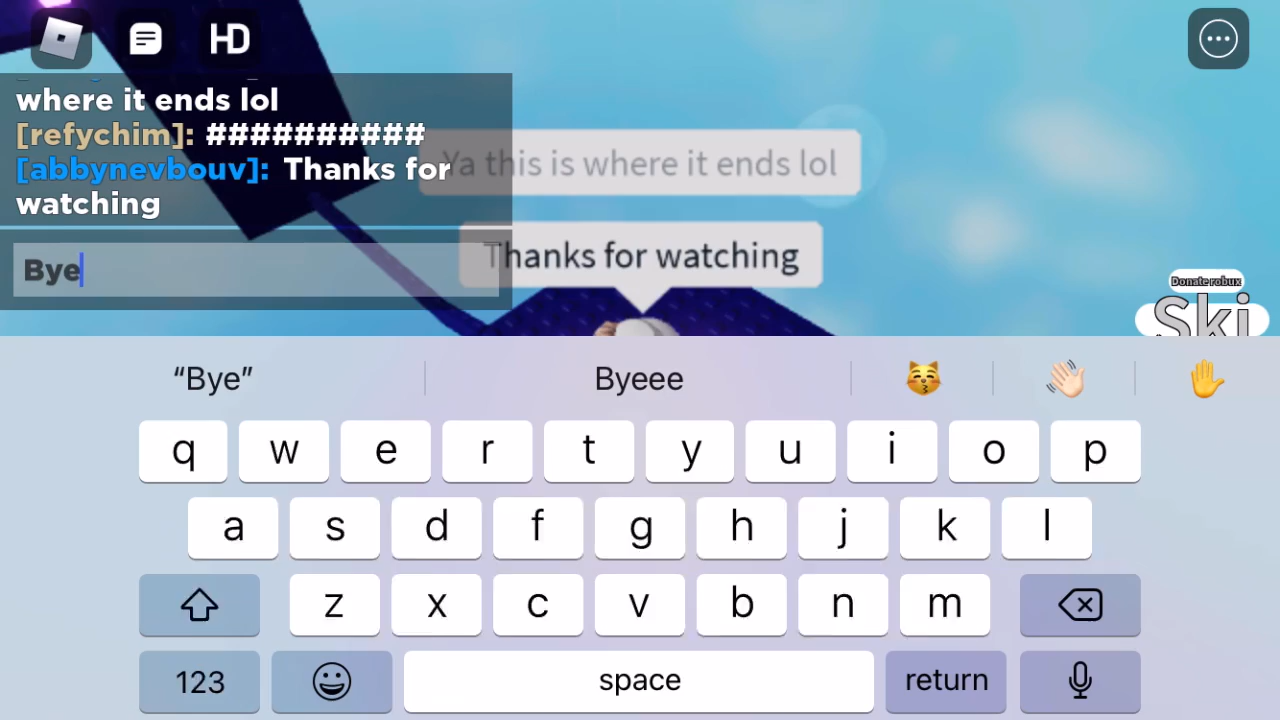 HD
where it ends lol
[refychim]: ##########
[abbynevbouv]: Thanks for
watching
Ya this is where it ends lol
Thanks for watching
Bye
Donate robux
Ski
“Bye” Byeee
q w e r t y u i o p
a s d f g h j k l
z x c v b n m
123 space return